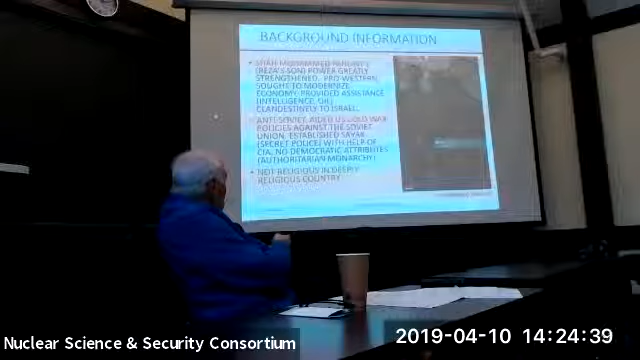 BACKGROUND INFORMATION
• SHAH MOHAMMED
(REZA'S SON) POWER GREATLY
STRENGTHENED. PRO-WESTERN,
SOUGHT TO MODERNIZE
ECONOMY. PROVIDED ASSISTANCE
(INTELLIGENCE, OIL)
CLANDESTINELY TO ISRAEL.
• ANTI-SOVIET. AIDED US COLD WAR
POLICIES AGAINST THE SOVIET
UNION. ESTABLISHED SAVAK
(SECRET POLICE) WITH HELP OF
CIA. NO DEMOCRATIC ATTRIBUTES
(AUTHORITARIAN MONARCHY)
• NOT RELIGIOUS IN DEEPLY
RELIGIOUS COUNTRY
Nuclear Science & Security Consortium
2019-04-10 14:24:39